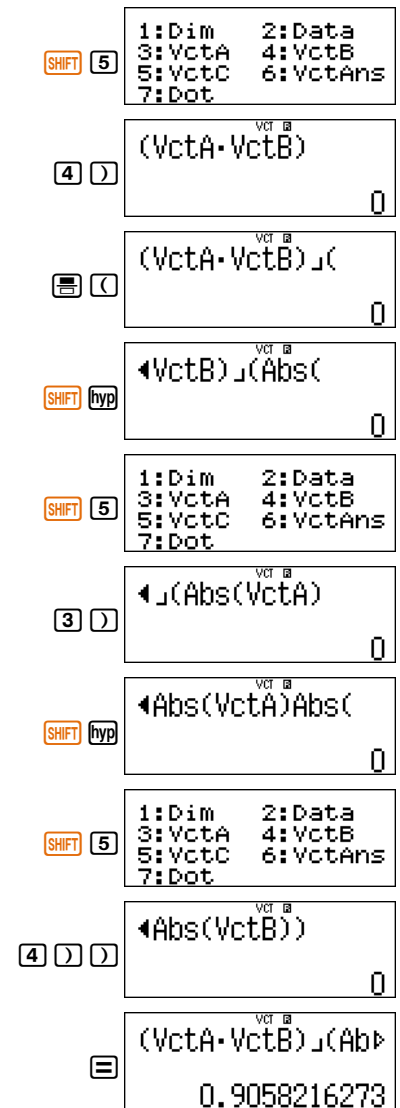 SHIFT 5
1:Dim 2:Data
3:VctA 4:VctB
5:VctC 6:VctAns
7:Dot
4 )
VCT R
(VctA•VctB)
0
(
VCT R
(VctA•VctB)⌟(
0
SHIFT hyp
VCT R
◀VctB)⌟(Abs(
0
SHIFT 5
1:Dim 2:Data
3:VctA 4:VctB
5:VctC 6:VctAns
7:Dot
3 )
VCT R
◀⌟(Abs(VctA)
0
SHIFT hyp
VCT R
◀Abs(VctA)Abs(
0
SHIFT 5
1:Dim 2:Data
3:VctA 4:VctB
5:VctC 6:VctAns
7:Dot
4 ) )
VCT R
◀Abs(VctB))
0
=
VCT R
(VctA•VctB)⌟(Ab▷
0.9058216273